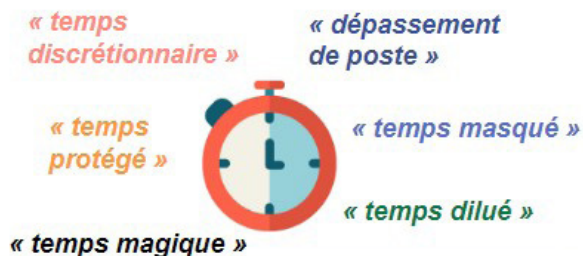 « temps
discrétionnaire »
« dépassement
de poste »
« temps
protégé »
« temps masqué »
« temps dilué »
« temps magique »